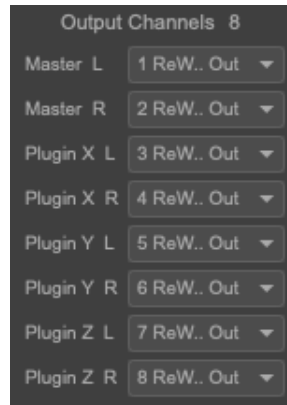 Output Channels 8
Master L 1 ReW.. Out
Master R 2 ReW.. Out
Plugin X L 3 ReW.. Out
Plugin X R 4 ReW.. Out
Plugin Y L 5 ReW.. Out
Plugin Y R 6 ReW.. Out
Plugin Z L 7 ReW.. Out
Plugin Z R 8 ReW.. Out